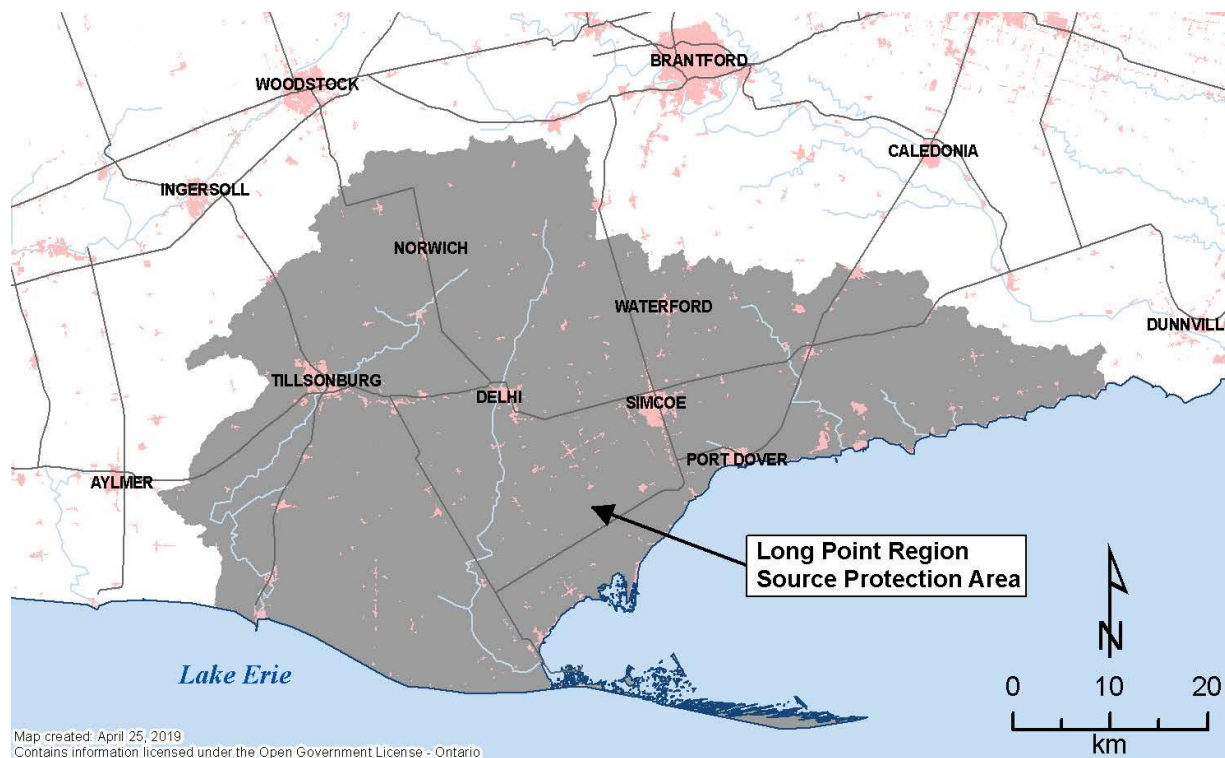 BRANTFORD
WOODSTOCK
CALEDONIA
INGERSOLL
NORWICH
WATERFORD
DUNNVILL
TILLSONBURG
DELHI
SIMCOE
PORT DOVER
AYLMER
Long Point Region
Source Protection Area
N
Lake Erie
0 10 20
km
Map created: April 25, 2019
Contains information licensed under the Open Government License - Ontario